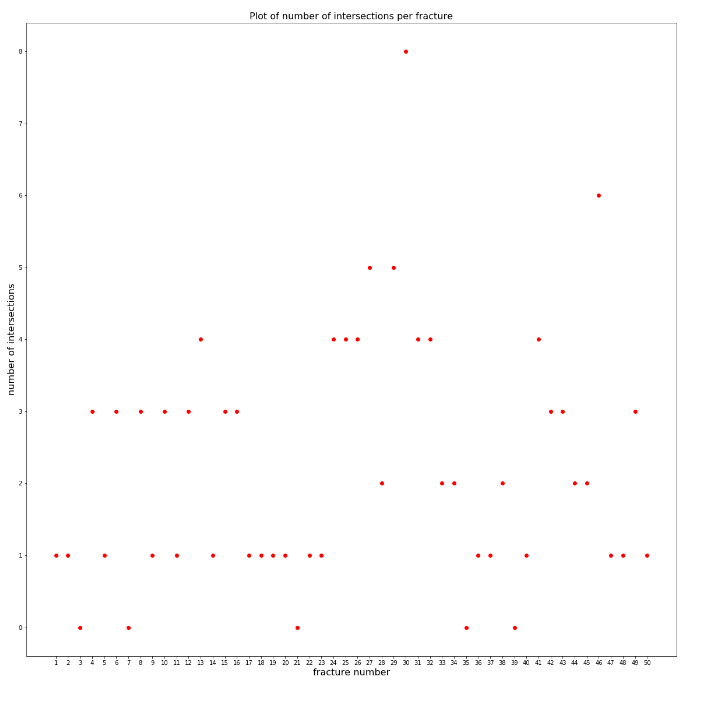 Plot of number of intersections per fracture
8
7
6
5
4
3
2
1
0
number of intersections
1 2 3 4 5 6 7 8 9 10 11 12 13 14 15 16 17 18 19 20 21 22 23 24 25 26 27 28 29 30 31 32 33 34 35 36 37 38 39 40 41 42 43 44 45 46 47 48 49 50
fracture number